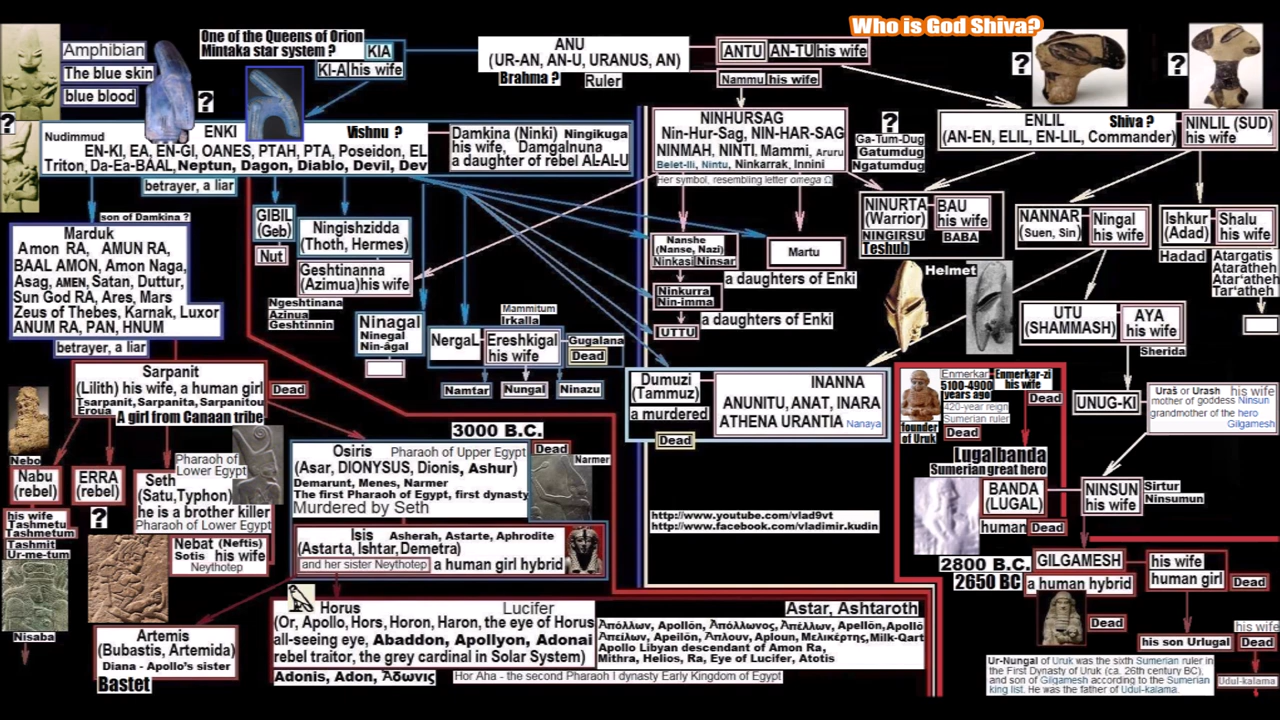 Who is God Shiva?
Amphibian
The blue skin
blue blood
?
?
One of the Queens of Orion
Mintaka star system ?
KIA
KI-A his wife
ANU
(UR-AN, AN-U, URANUS, AN)
Brahma ?
Ruler
ANTU AN-TU his wife
Nammu his wife
?
?
?
Nudimmud
ENKI
Vishnu ?
EN-KI, EA, EN-GI, OANES, PTAH, PTA, Poseidon, EL
Triton, Da-Ea-BAAL, Neptun, Dagon, Diablo, Devil, Dev
betrayer, a liar
Damkina (Ninki) Ningikuga
his wife, Damgalnuna
a daughter of rebel AL-AL-U
NINHURSAG
Nin-Hur-Sag, NIN-HAR-SAG
NINMAH, NINTI, Mammi, Aruru
Belet-Ili, Nintu, Ninkarrak, Innini
Her symbol, resembling letter omega Ω
Ga-Tum-Dug
Gatumdug
Ngatumdug
ENLIL
Shiva ?
(AN-EN, ELIL, EN-LIL, Commander)
NINLIL (SUD)
his wife
son of Damkina ?
Marduk
Amon RA, AMUN RA,
BAAL AMON, Amon Naga,
Asag, AMEN, Satan, Duttur,
Sun God RA, Ares, Mars
Zeus of Thebes, Karnak, Luxor
ANUM RA, PAN, HNUM
betrayer, a liar
GIBIL
(Geb)
Nut
Ningishzidda
(Thoth, Hermes)
Geshtinanna
(Azimua)his wife
Ngeshtinana
Azinua
Geshtinnin
Ninagal
Ninegal
Nin-âgal
NergaL
Mammitum
Irkalla
Ereshkigal
his wife
Gugalana
Dead
Namtar
Nungal
Ninazu
Nanshe
(Nanse, Nazi)
Ninkasi Ninsar
Martu
a daughters of Enki
Ninkurra
Nin-imma
a daughters of Enki
UTTU
NINURTA
(Warrior)
NINGIRSU
Teshub
BAU
his wife
BABA
NANNAR
(Suen, Sin)
Ningal
his wife
Ishkur
(Adad)
Hadad
Shalu
his wife
Atargatis
Ataratheh
Atar'atheh
Tar'atheh
Helmet
UTU
(SHAMMASH)
AYA
his wife
Sherida
Dumuzi
(Tammuz)
a murdered
Dead
INANNA
ANUNITU, ANAT, INARA
ATHENA URANTIA Nanaya
Enmerkar
5100-4900
years ago
420-year reign
Sumerian ruler
Dead
founder
of Uruk
Enmerkar-zi
his wife
Dead
UNUG-KI
Uraš or Urash his wife
mother of goddess Ninsun
grandmother of the hero
Gilgamesh
Sarpanit
(Lilith) his wife, a human girl
Tsarpanit, Sarpanita, Sarpanitou
Eroua
A girl from Canaan tribe
Dead
Nebo
Nabu
(rebel)
his wife
Tashmetu
Tashmetum
Tashmit
Ur-me-tum
Nisaba
ERRA
(rebel)
?
Pharaoh of
Lower Egypt
Seth
(Satu,Typhon)
he is a brother killer
Pharaoh of Lower Egypt
Nebat (Neftis)
Sotis his wife
Neythotep
3000 B.C.
Osiris Pharaoh of Upper Egypt
(Asar, DIONYSUS, Dionis, Ashur)
Demarunt, Menes, Narmer
The first Pharaoh of Egypt, first dynasty
Murdered by Seth
Dead
Narmer
Isis Asherah, Astarte, Aphrodite
(Astarta, Ishtar, Demetra)
and her sister Neythotep a human girl hybrid
http://www.youtube.com/vlad9vt
http://www.facebook.com/vladimir.kudin
Lugalbanda
Sumerian great hero
BANDA
(LUGAL)
human Dead
NINSUN
his wife
Sirtur
Ninsumun
2800 B.C.
2650 BC
GILGAMESH
a human hybrid
Dead
his wife
human girl
Dead
his son Urlugal
his wife
Dead
Udul-kalama
Ur-Nungal of Uruk was the sixth Sumerian ruler in
the First Dynasty of Uruk (ca. 26th century BC),
and son of Gilgamesh according to the Sumerian
king list. He was the father of Udul-kalama.
Artemis
(Bubastis, Artemida)
Diana - Apollo's sister
Bastet
Horus Lucifer
(Or, Apollo, Hors, Horon, Haron, the eye of Horus
all-seeing eye, Abaddon, Apollyon, Adonai
rebel traitor, the grey cardinal in Solar System)
Adonis, Adon, Ἄδωνις
Hor Aha - the second Pharaoh I dynasty Early Kingdom of Egypt
Astar, Ashtaroth
Ἀπόλλων, Apollōn, Ἀπόλλωνος, Ἀπέλλων, Apellōn, Apollō
Ἀπείλων, Apeilōn, Ἄπλουν, Aploun, Μελικέρτης, Milk-Qart
Apollo Libyan descendant of Amon Ra,
Mithra, Helios, Ra, Eye of Lucifer, Atotis